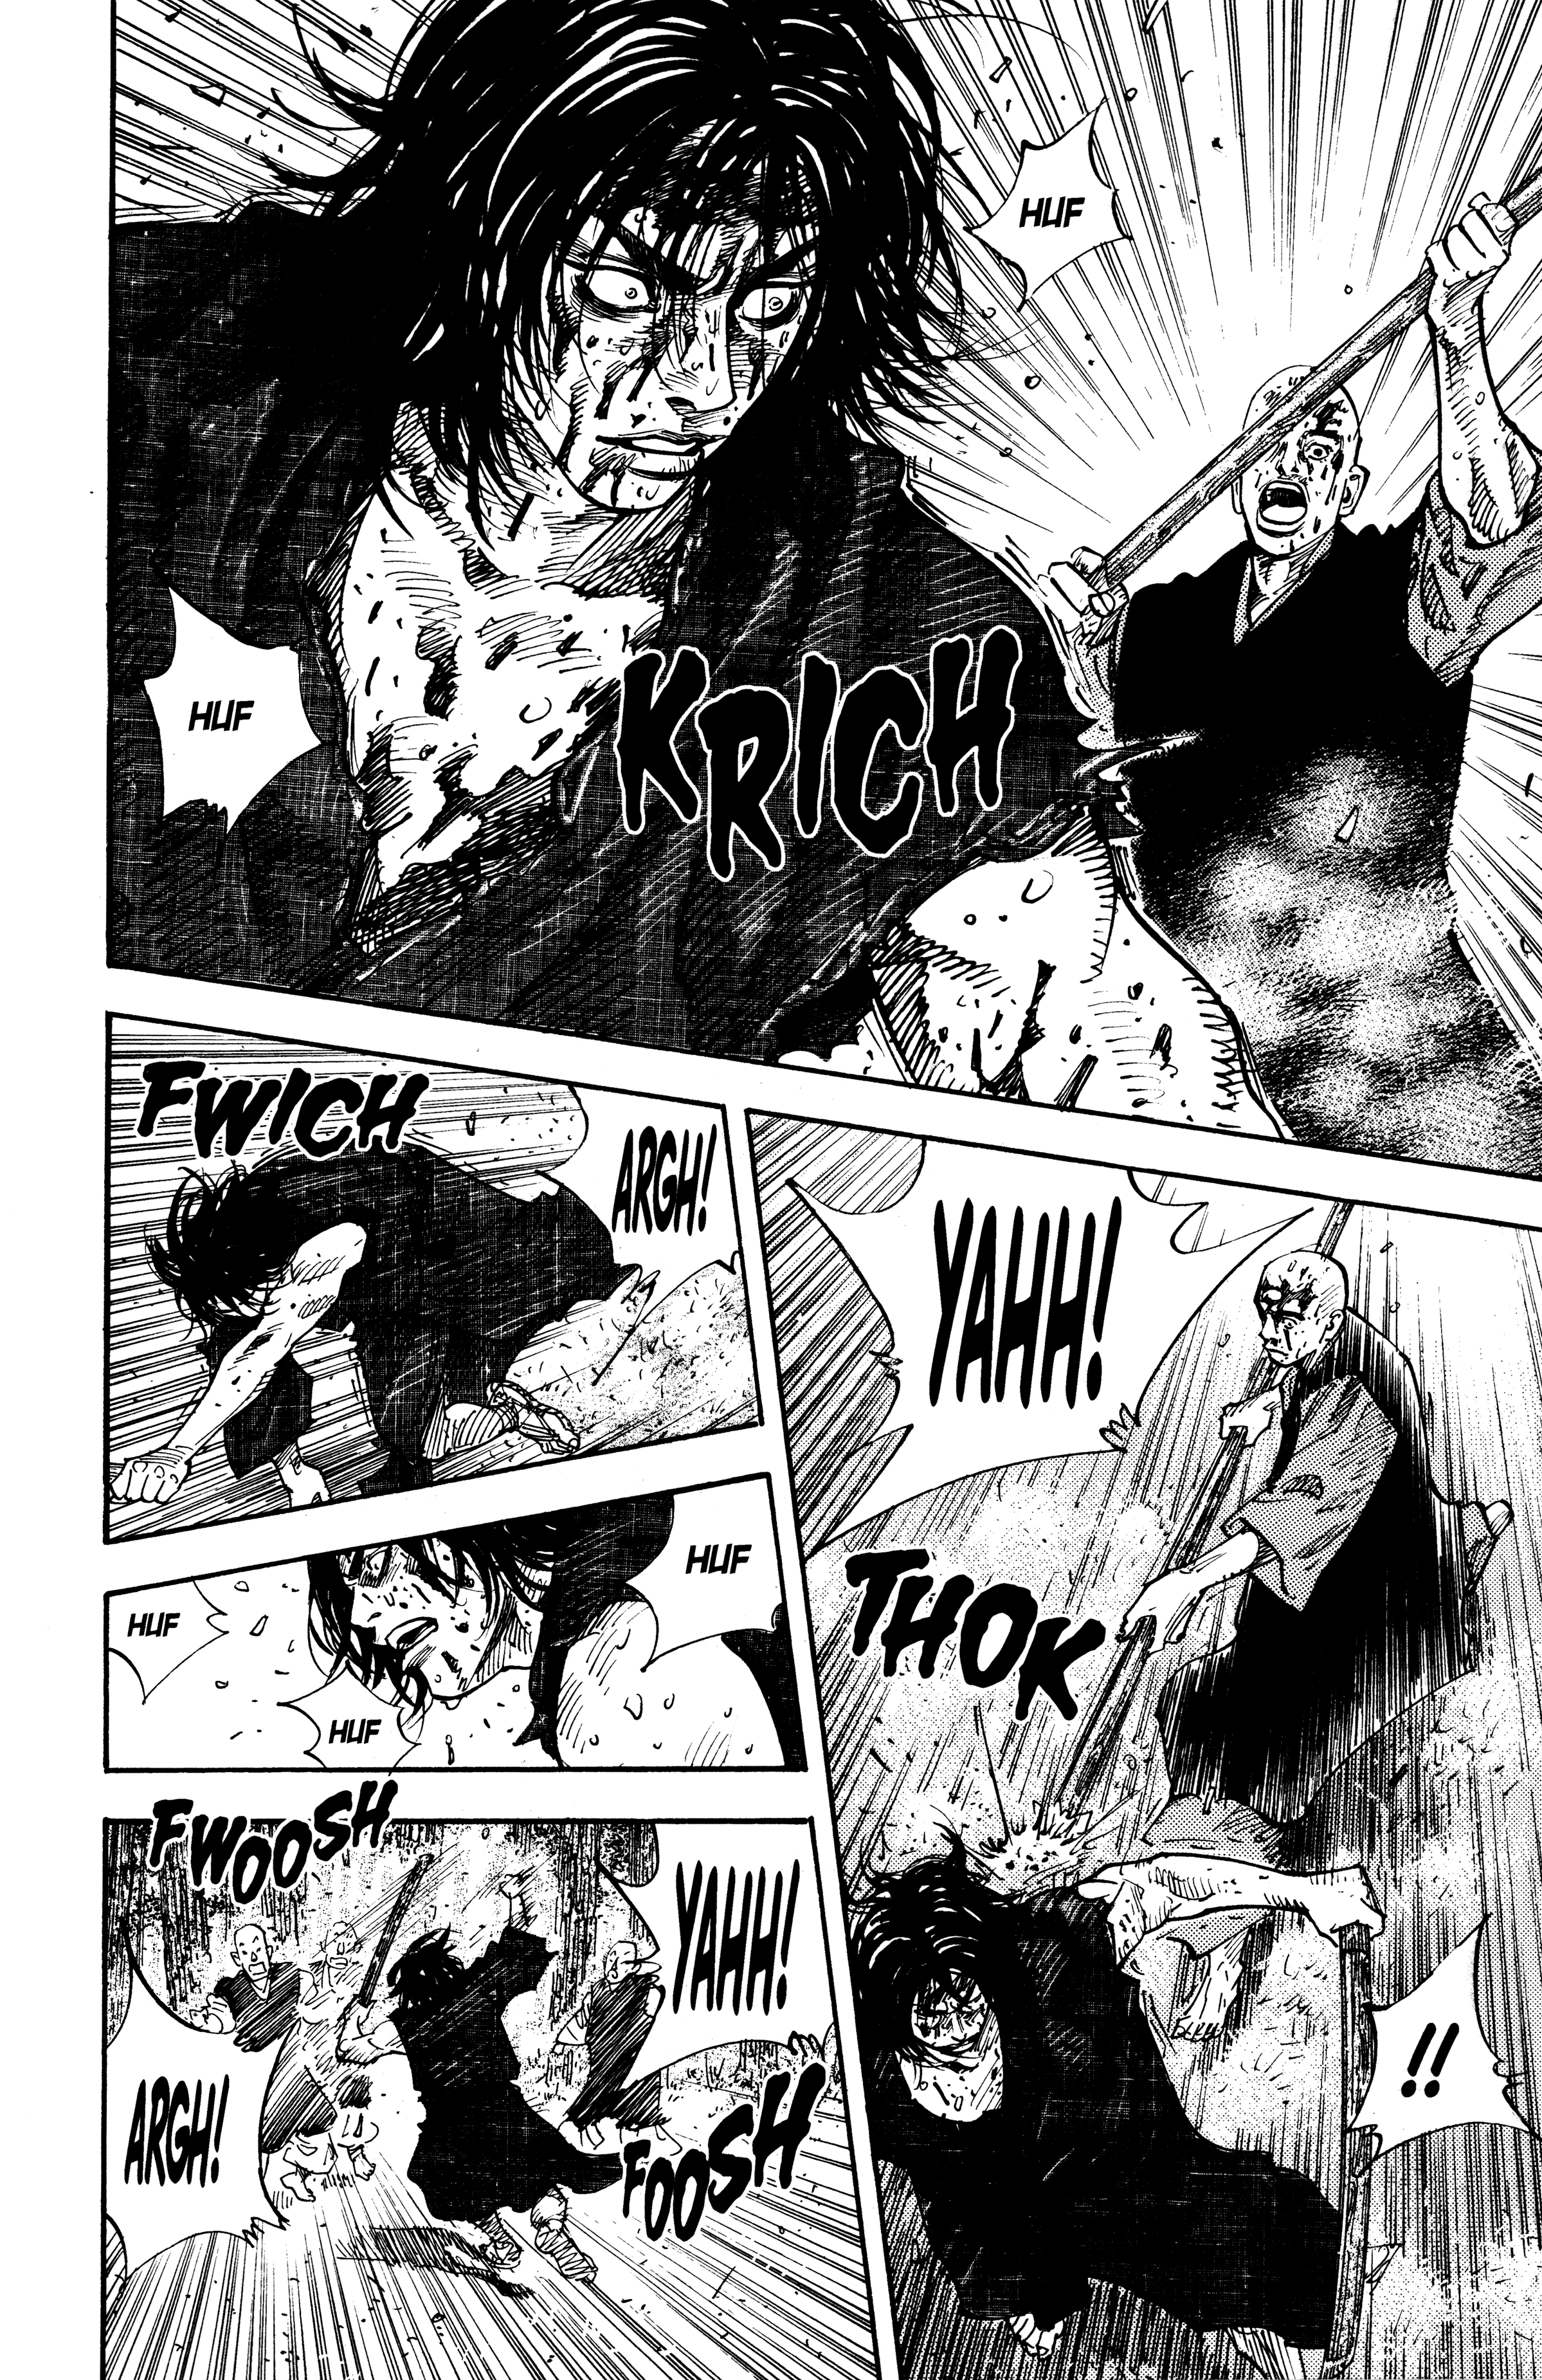 HUF
KRICH
HUF
YAHH!
THOK
!!
ARGH!
FWICH
HUF
HUF
HUF
FWOOSH
YAHH!
FOOSH
ARGH!